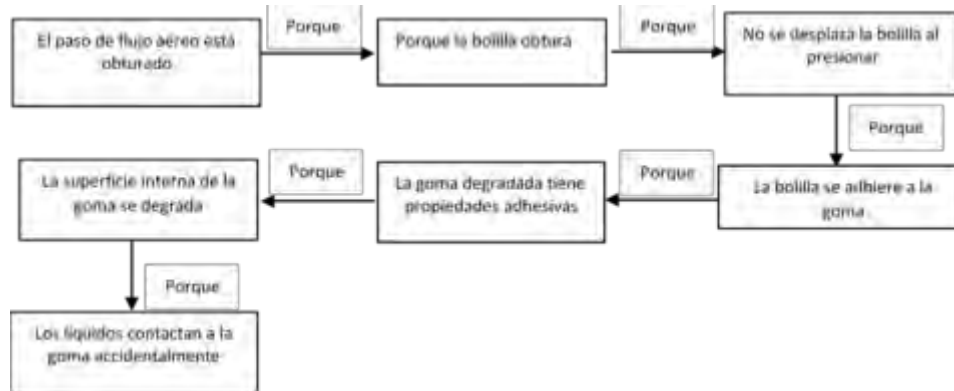 El paso de flujo aéreo está
obturado
Porque
Porque la bolilla obtura
Porque
No se desplaza la bolilla al
presionar
Porque
La bolilla se adhiere a la
goma
Porque
La goma degradada tiene
propiedades adhesivas
Porque
La superficie interna de la
goma se degrada
Porque
Los líquidos contactan a la
goma accidentalmente